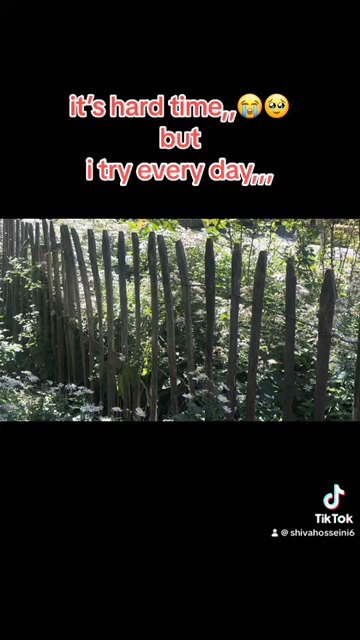 it's hard time,,😭🥹
but
i try every day,,,
TikTok
@ shivahosseini6